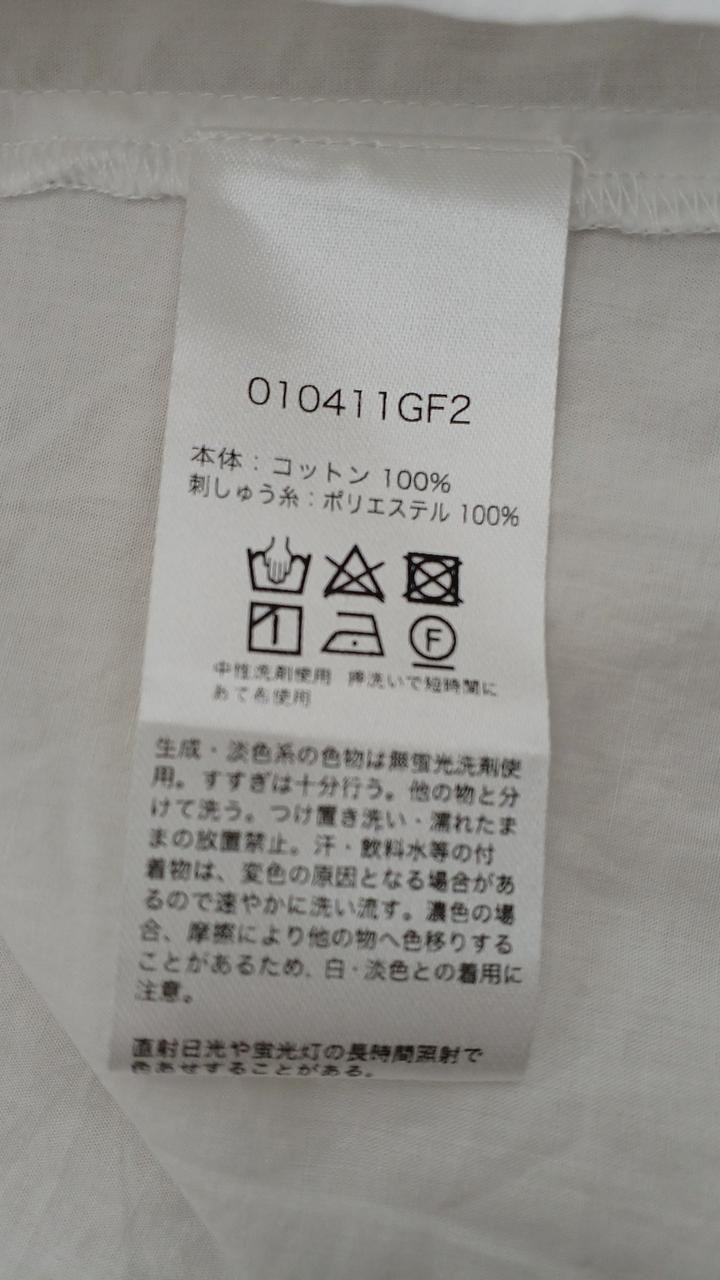 010411GF2
本体：コットン 100%
刺しゅう糸：ポリエステル 100%
F
中性洗剤使用 押洗いで短時間に
あて布使用
生成・淡色系の色物は無蛍光洗剤使
用。すすぎは十分行う。他の物と分
けて洗う。つけ置き洗い・濡れたま
まの放置禁止。汗・飲料水等の付
着物は、変色の原因となる場合があ
るので速やかに洗い流す。濃色の場
合、摩擦により他の物へ色移りする
ことがあるため、白・淡色との着用に
注意。
直射日光や蛍光灯の長時間照射で
色あせすることがある。